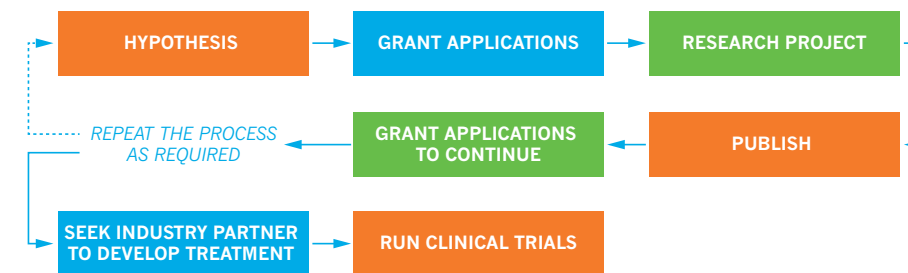 HYPOTHESIS
GRANT APPLICATIONS
RESEARCH PROJECT
REPEAT THE PROCESS
AS REQUIRED
GRANT APPLICATIONS
TO CONTINUE
PUBLISH
SEEK INDUSTRY PARTNER
TO DEVELOP TREATMENT
RUN CLINICAL TRIALS